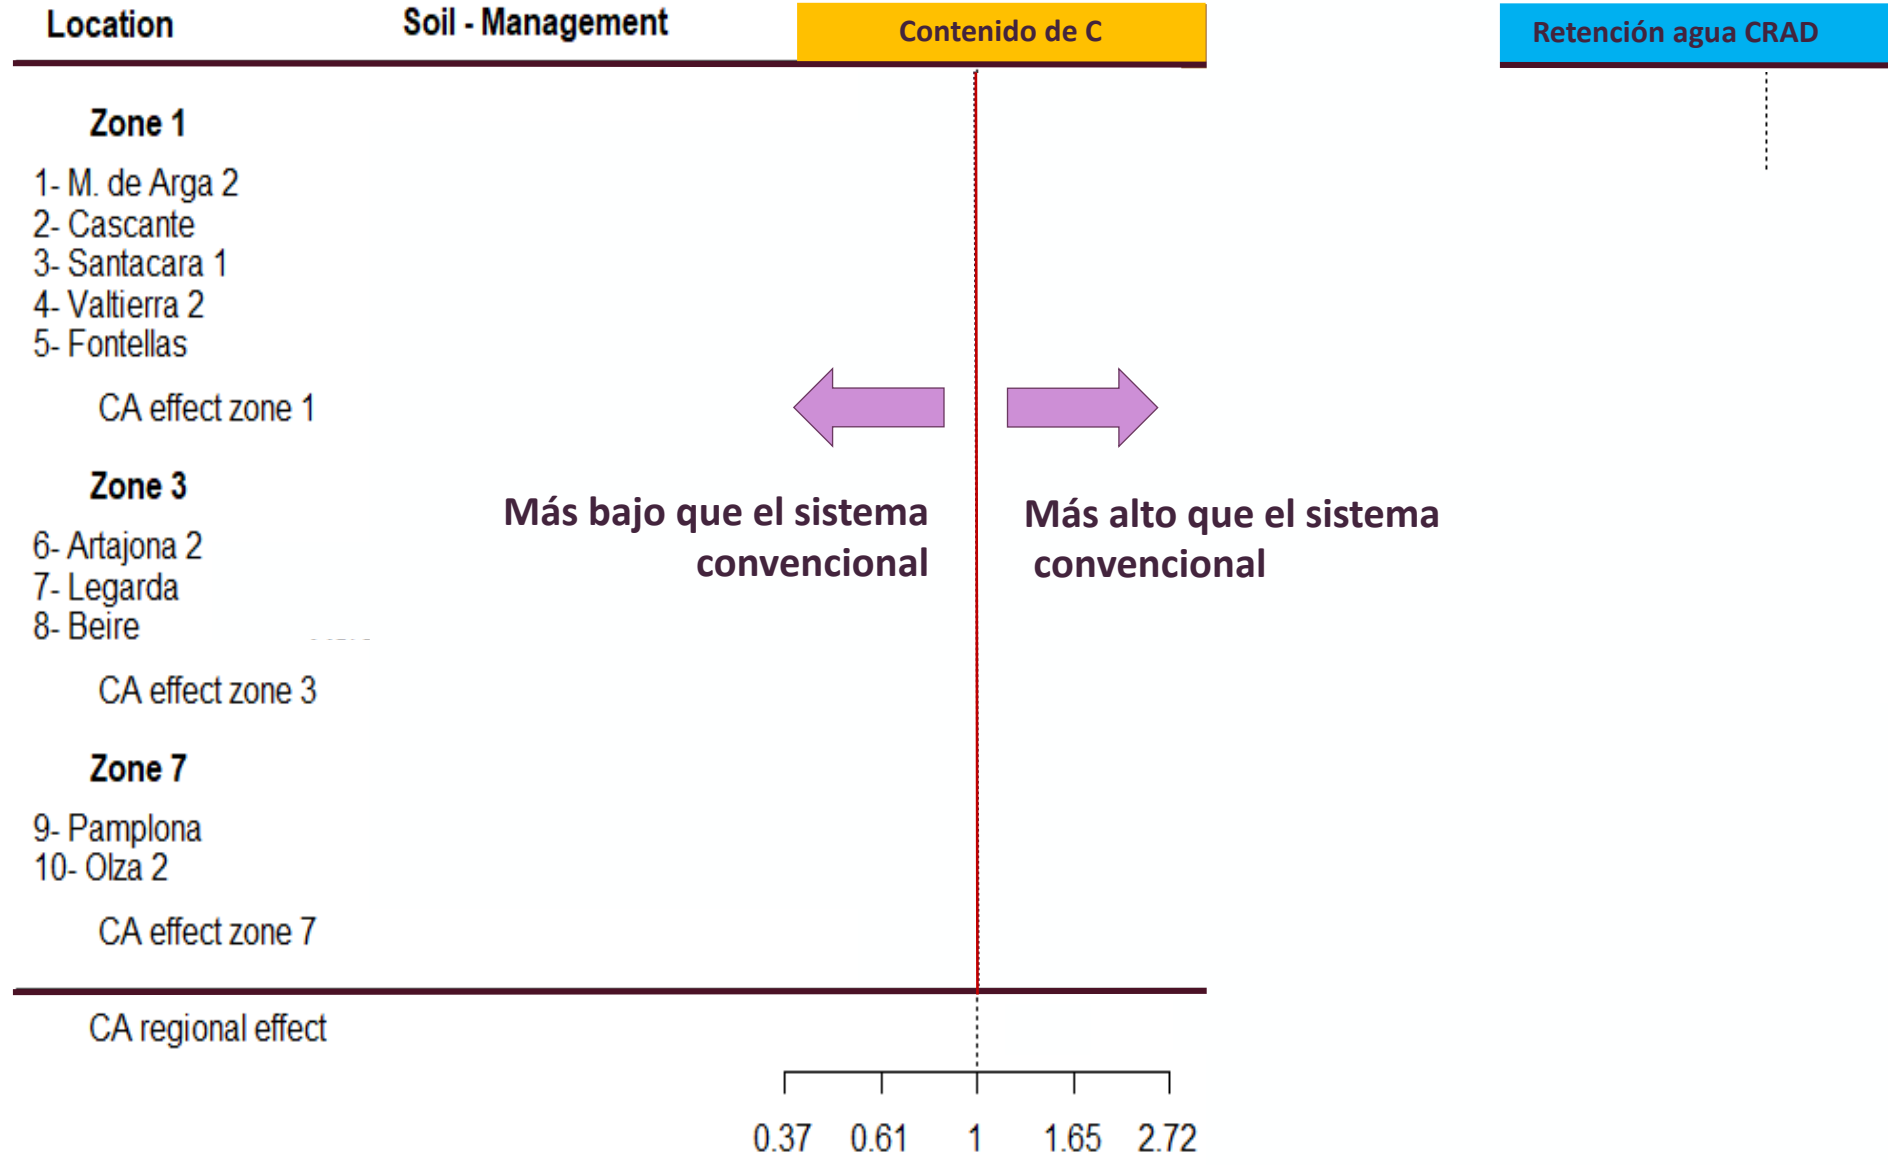 Location
Soil - Management
Contenido de C
Retención agua CRAD
Zone 1
1- M. de Arga 2
2- Cascante
3- Santacara 1
4- Valtierra 2
5- Fontellas
CA effect zone 1
Zone 3
Más bajo que el sistema
convencional
Más alto que el sistema
convencional
6- Artajona 2
7- Legarda
8- Beire
CA effect zone 3
Zone 7
9- Pamplona
10- Olza 2
CA effect zone 7
CA regional effect
0.37 0.61 1 1.65 2.72